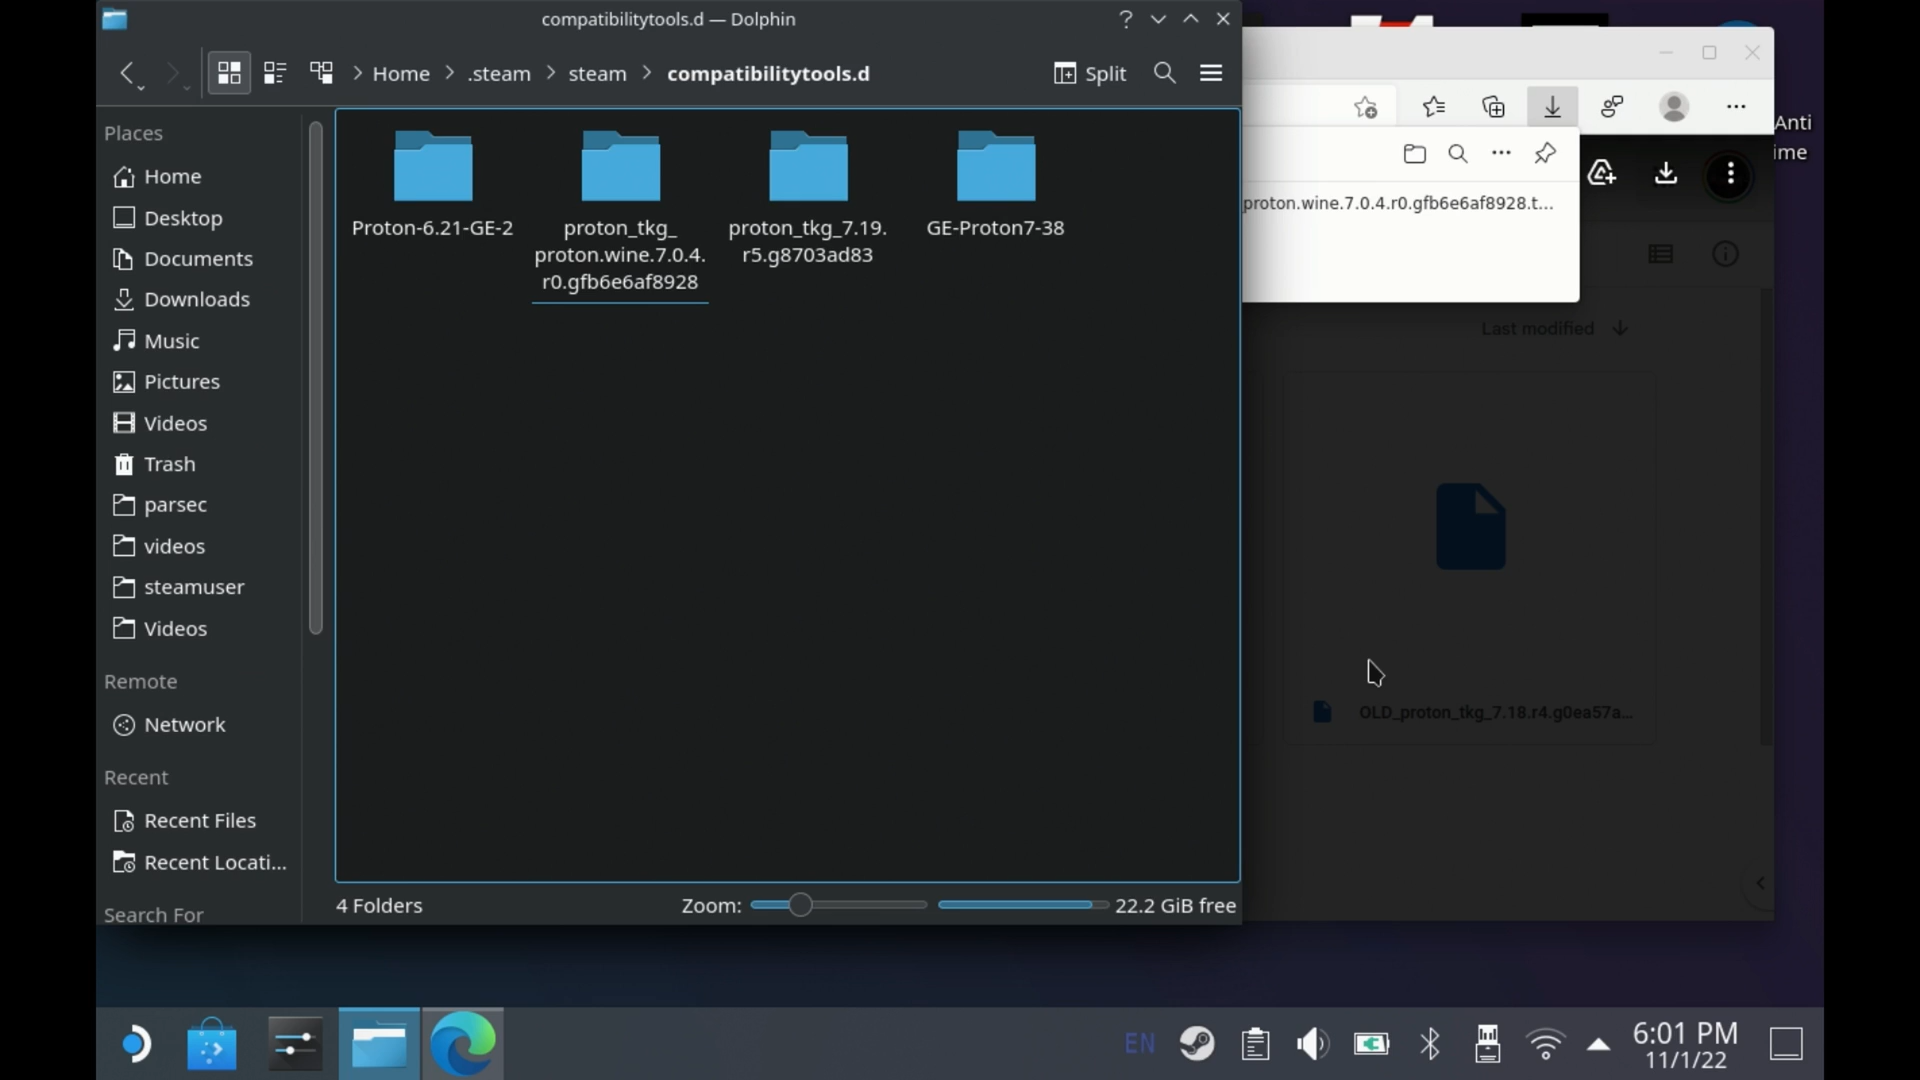 compatibilitytools.d — Dolphin
Home
.steam
steam
compatibilitytools.d
Split
Places
Home
Desktop
Documents
Downloads
Music
Pictures
Videos
Trash
parsec
videos
steamuser
Videos
Remote
Network
Recent
Recent Files
Recent Locati...
Search For
Proton-6.21-GE-2
proton_tkg_
proton.wine.7.0.4.
r0.gfb6e6af8928
proton_tkg_7.19.
r5.g8703ad83
GE-Proton7-38
4 Folders
Zoom:
22.2 GiB free
proton.wine.7.0.4.r0.gfb6e6af8928.t...
Last modified
OLD_proton_tkg_7.18.r4.g0ea57a...
Anti
ime
EN
6:01 PM
11/1/22